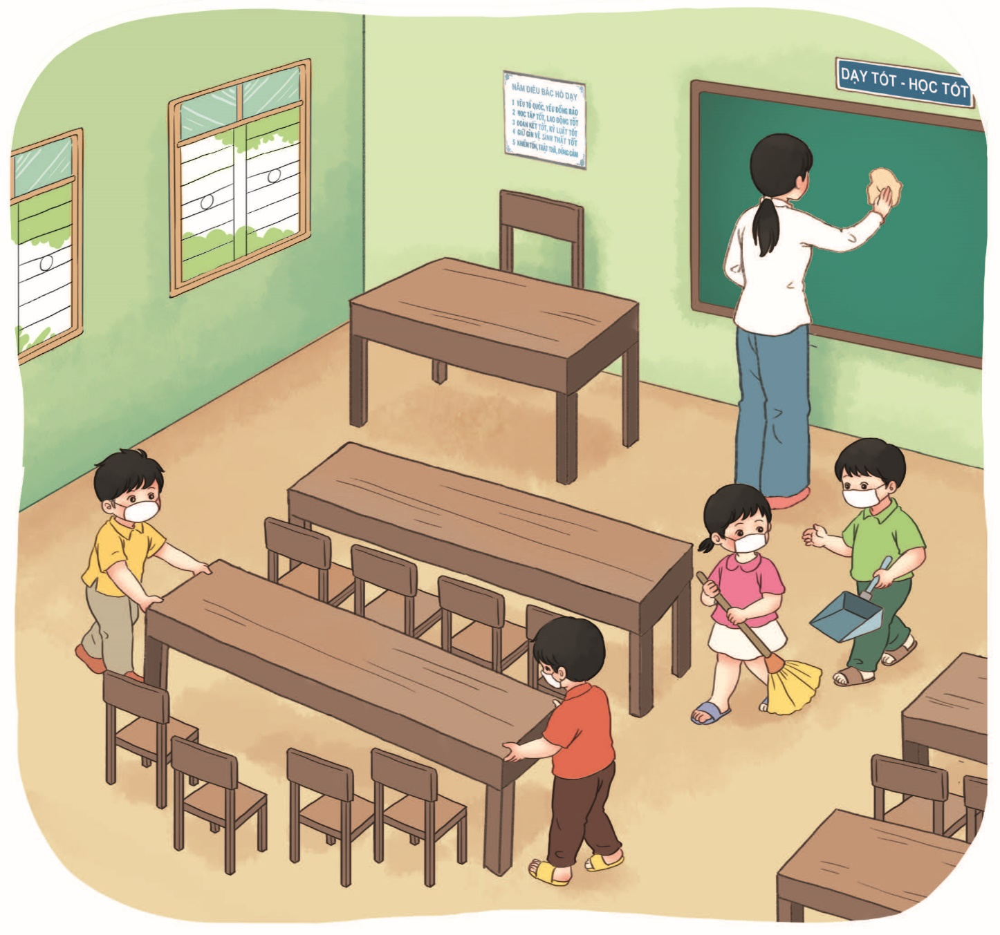 NĂM ĐIỀU BÁC HỒ DẠY
1 YÊU TỔ QUỐC, YÊU ĐỒNG BÀO
2 HỌC TẬP TỐT, LAO ĐỘNG TỐT
3 ĐOÀN KẾT TỐT, KỶ LUẬT TỐT
4 GIỮ GÌN VỆ SINH THẬT TỐT
5 KHIÊM TỐN, THẬT THÀ, DŨNG CẢM
DẠY TỐT - HỌC TỐT